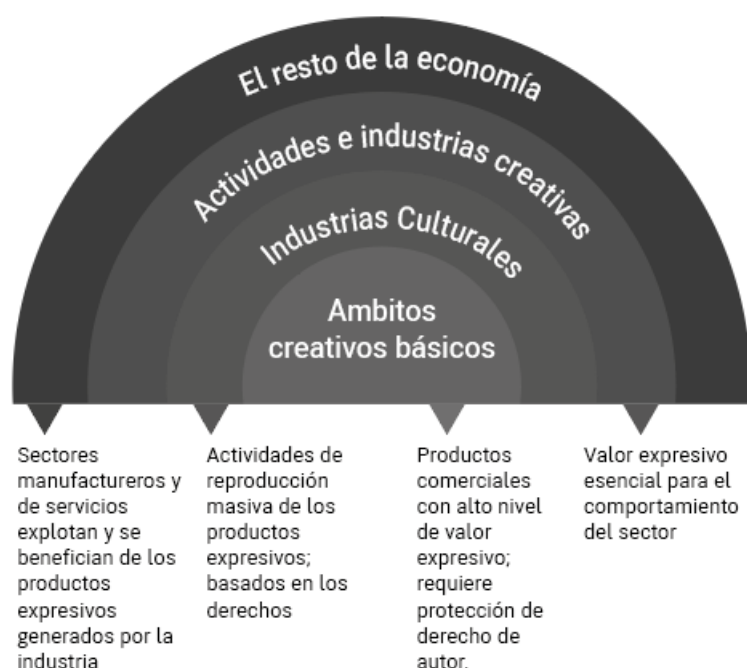 El resto de la economía
Actividades e industrias creativas
Industrias Culturales
Ambitos
creativos básicos
Sectores
manufactureros y
de servicios
explotan y se
benefician de los
productos
expresivos
generados por la
industria
Actividades de
reproducción
masiva de los
productos
expresivos;
basados en los
derechos
Productos
comerciales
con alto nivel
de valor
expresivo;
requiere
protección de
derecho de
autor.
Valor expresivo
esencial para el
comportamiento
del sector